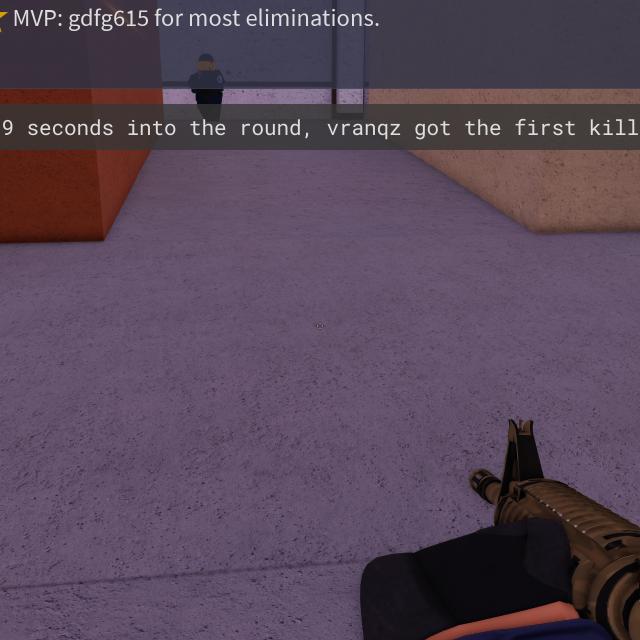 MVP: gdfg615 for most eliminations.
9 seconds into the round, vranqz got the first kill